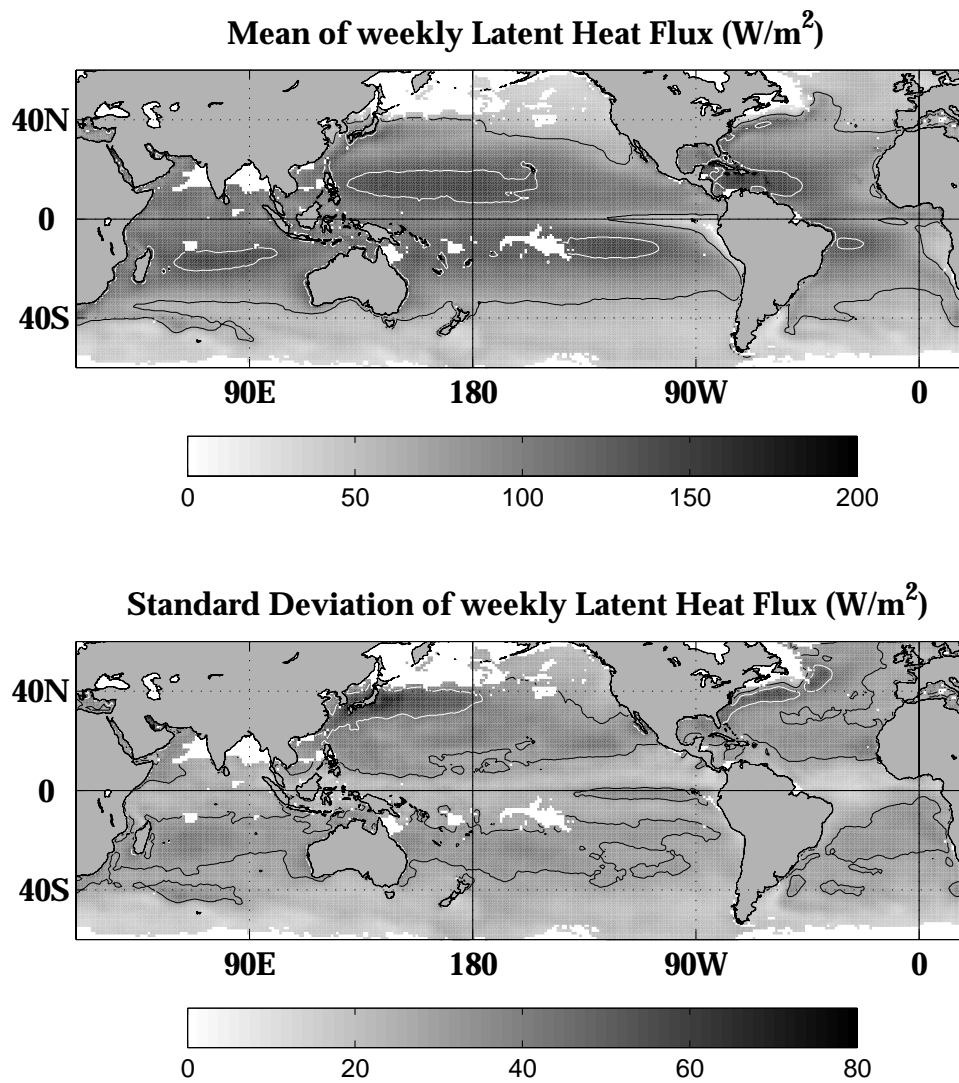 Mean of weekly Latent Heat Flux (W/m²)
40N
0
40S
90E 180 90W 0
0 50 100 150 200
Standard Deviation of weekly Latent Heat Flux (W/m²)
40N
0
40S
90E 180 90W 0
0 20 40 60 80